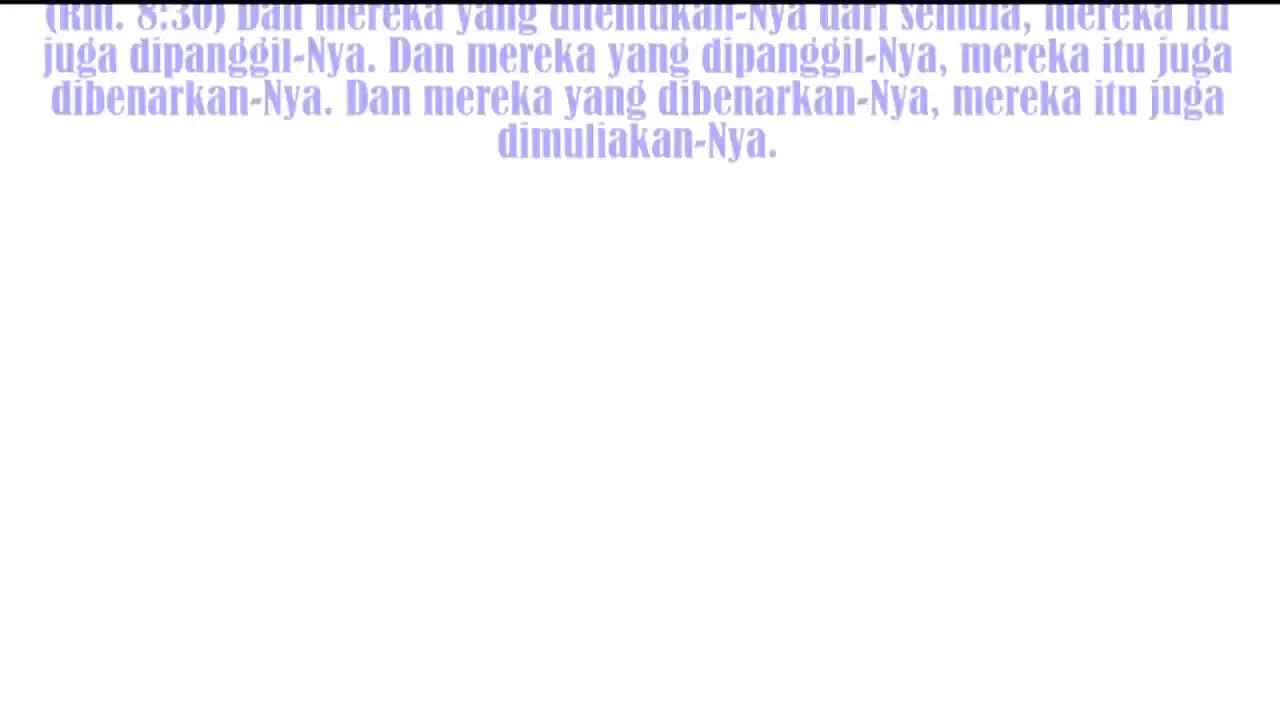 (Rm. 8:30) Dan mereka yang ditentukan-Nya dari semula, mereka itu
juga dipanggil-Nya. Dan mereka yang dipanggil-Nya, mereka itu juga
dibenarkan-Nya. Dan mereka yang dibenarkan-Nya, mereka itu juga
dimuliakan-Nya.